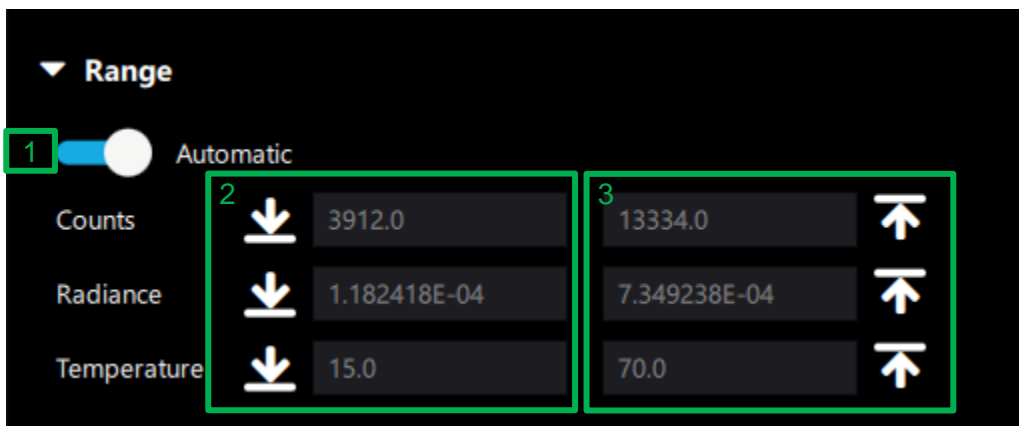 Range
1 Automatic
2 3
Counts 3912.0 13334.0
Radiance 1.182418E-04 7.349238E-04
Temperature 15.0 70.0